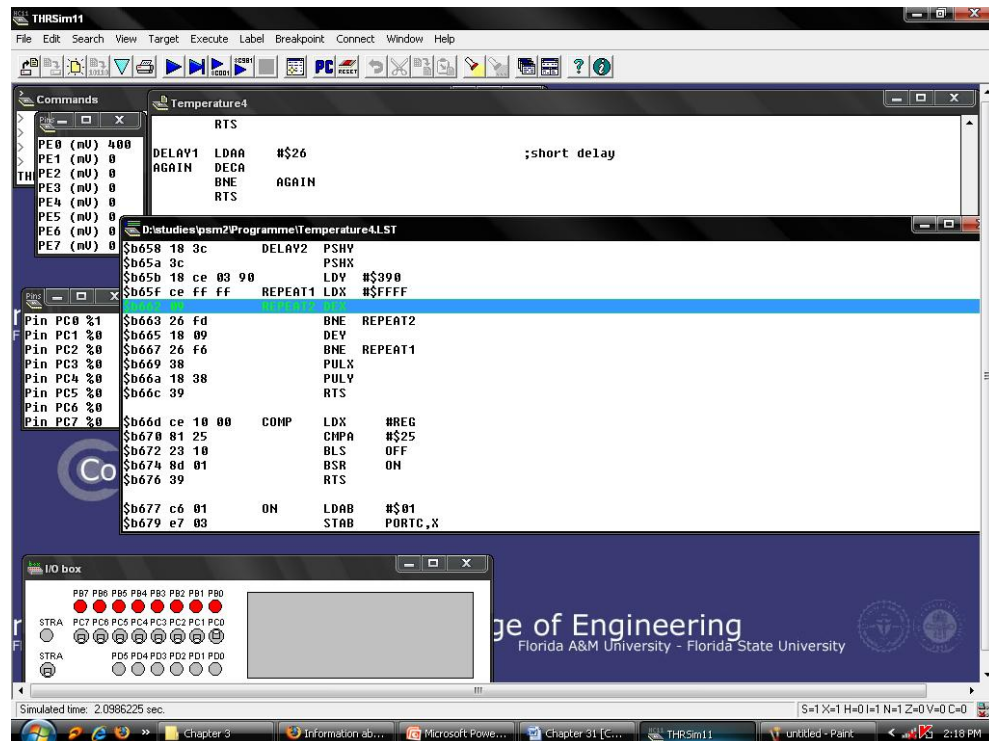 THRSim11
File Edit Search View Target Execute Label Breakpoint Connect Window Help
Commands
Temperature4
RTS
DELAY1 LDAA #$26 ;short delay
AGAIN DECA
BNE AGAIN
RTS
PE0 (mV) 400
PE1 (mV) 0
PE2 (mV) 0
PE3 (mV) 0
PE4 (mV) 0
PE5 (mV) 0
PE6 (mV) 0
PE7 (mV) 0
D:\studies\psm2\Programme\Temperature4.LST
$b658 18 3c DELAY2 PSHY
$b65a 3c PSHX
$b65b 18 ce 03 90 LDY #$390
$b65f ce ff ff REPEAT1 LDX #$FFFF
$b662 09 REPEAT2 DEX
$b663 26 fd BNE REPEAT2
$b665 18 09 DEY
$b667 26 f6 BNE REPEAT1
$b669 38 PULX
$b66a 18 38 PULY
$b66c 39 RTS
$b66d ce 10 00 COMP LDX #REG
$b670 81 25 CMPA #$25
$b672 23 10 BLS OFF
$b674 8d 01 BSR ON
$b676 39 RTS
$b677 c6 01 ON LDAB #$01
$b679 e7 03 STAB PORTC,X
Pins
Pin PC0 %1
Pin PC1 %0
Pin PC2 %0
Pin PC3 %0
Pin PC4 %0
Pin PC5 %0
Pin PC6 %0
Pin PC7 %0
Co
I/O box
PB7 PB6 PB5 PB4 PB3 PB2 PB1 PB0
STRA PC7 PC6 PC5 PC4 PC3 PC2 PC1 PC0
STRA PD5 PD4 PD3 PD2 PD1 PD0
ge of Engineering
Florida A&M University - Florida State University
Simulated time: 2.0986225 sec.
S=1 X=1 H=0 I=1 N=1 Z=0 V=0 C=0
Chapter 3
Information ab...
Microsoft Powe...
Chapter 31 [C...
THRSim11
untitled - Paint
2:18 PM